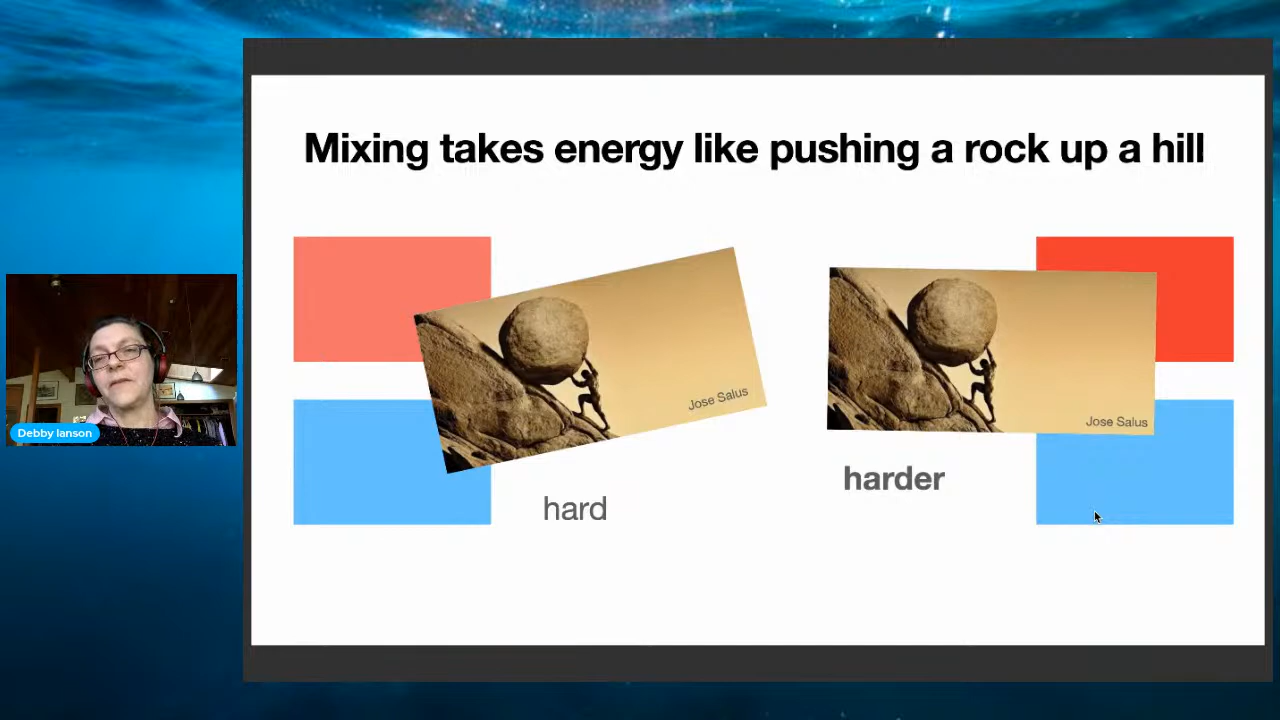 Mixing takes energy like pushing a rock up a hill
Jose Salus
Jose Salus
hard
harder
Debby Ianson